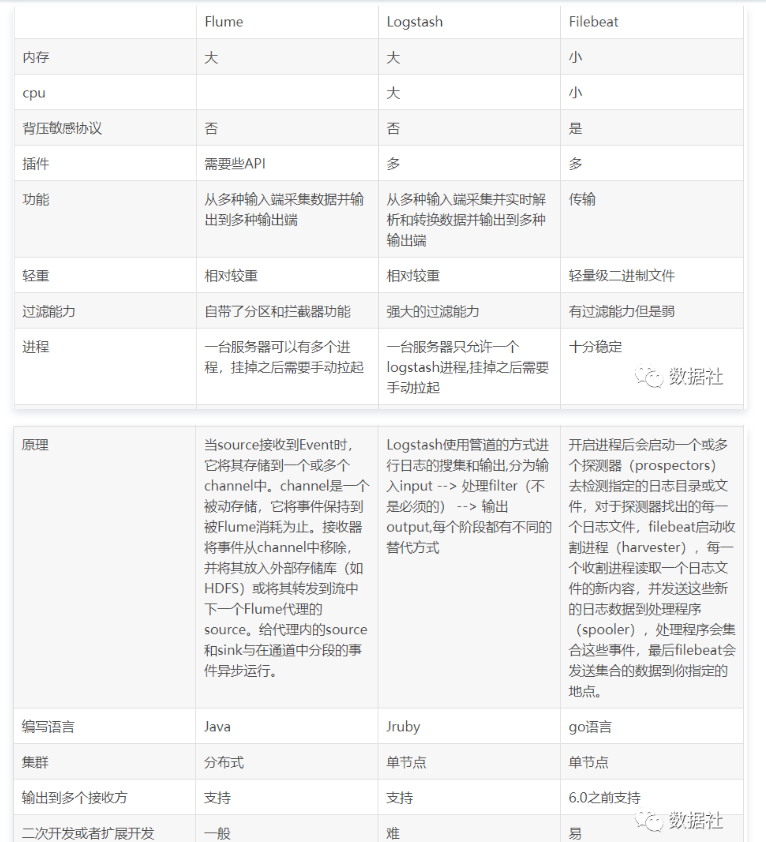 Flume Logstash Filebeat
内存 大 大 小
cpu 大 小
背压敏感协议 否 否 是
插件 需要些API 多 多
功能
从多种输入端采集数据并输
出到多种输出端
从多种输入端采集并实时解
析和转换数据并输出到多种
输出端
传输
轻重 相对较重 相对较重 轻量级二进制文件
过滤能力 自带了分区和拦截器功能 强大的过滤能力 有过滤能力但是弱
进程
一台服务器可以有多个进
程，挂掉之后需要手动拉起
一台服务器只允许一个
logstash进程,挂掉之后需要
手动拉起
十分稳定
数据社
原理
当source接收到Event时，
它将其存储到一个或多个
channel中。channel是一个
被动存储，它将事件保持到
被Flume消耗为止。接收器
将事件从channel中移除，
并将其放入外部存储库（如
HDFS）或将其转发到流中
下一个Flume代理的
source。给代理内的source
和sink与在通道中分段的事
件异步运行。
Logstash使用管道的方式进
行日志的搜集和输出,分为输
入input --> 处理filter（不
是必须的） --> 输出
output,每个阶段都有不同的
替代方式
开启进程后会启动一个或多
个探测器（prospectors）
去检测指定的日志目录或文
件，对于探测器找出的每一
个日志文件，filebeat启动收
割进程（harvester），每一
个收割进程读取一个日志文
件的新内容，并发送这些新
的日志数据到处理程序
（spooler），处理程序会集
合这些事件，最后filebeat会
发送集合的数据到你指定的
地点。
编写语言 Java Jruby go语言
集群 分布式 单节点 单节点
输出到多个接收方 支持 支持 6.0之前支持
数据社
二次开发或者扩展开发 一般 难 易